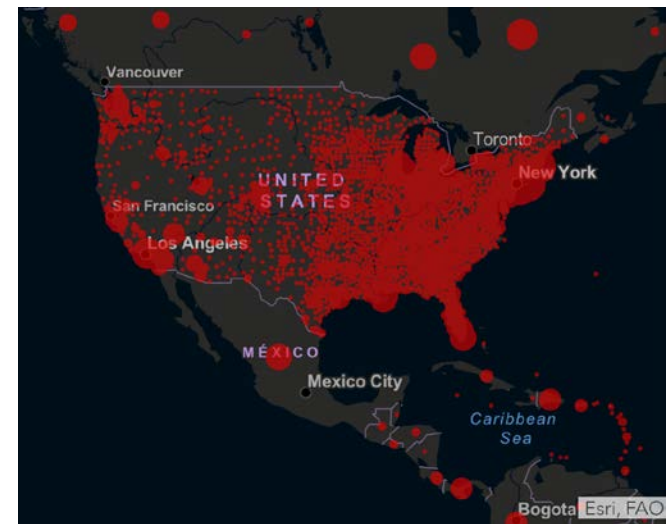 Vancouver
Toronto
New York
UNITED
STATES
San Francisco
Los Angeles
MÉXICO
Mexico City
Caribbean
Sea
Bogota
Esri, FAO